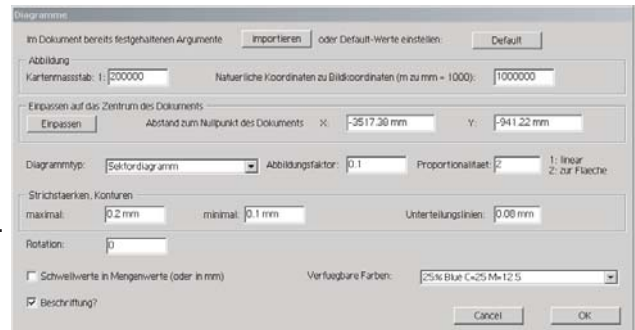 Diagramme
Im Dokument bereits festgehaltenen Argumente importieren oder Default-Werte einstellen: Default
Abbildung
Kartenmassstab: 1: 200000 Natuerliche Koordinaten zu Bildkoordinaten (m zu mm = 1000): 1000000
Einpassen auf das Zentrum des Dokuments
Einpassen Abstand zum Nullpunkt des Dokuments X: -3517.38 mm Y: -941.22 mm
Diagrammtyp: Sektordiagramm Abbildungsfaktor: 0.1 Proportionalitaet: 2 1: linear
2: zur Flaeche
Strichstaerken, Konturen
maximal: 0.2 mm minimal: 0.1 mm Unterteilungslinien: 0.08 mm
Rotation: 0
Schwellwerte in Mengenwerte (oder in mm) Verfuegbare Farben: 25% Blue C=25 M=12.5
Beschriftung?
Cancel OK